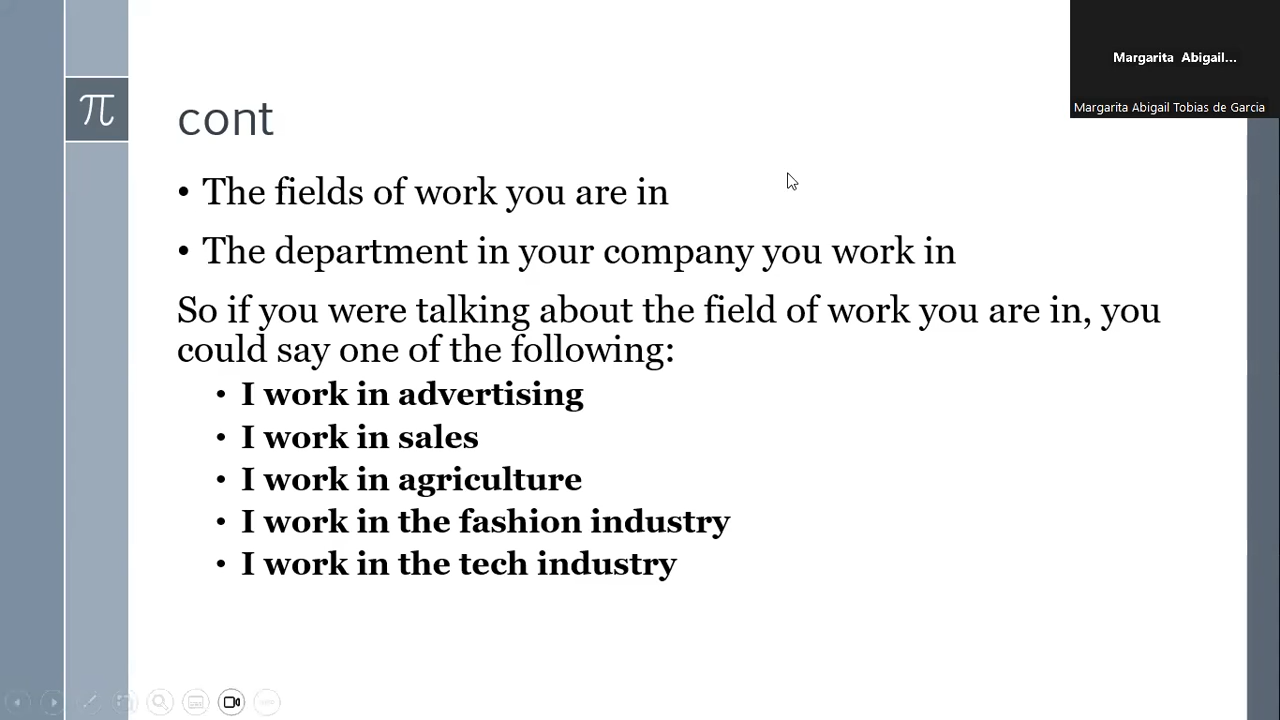 Margarita Abigail...
Margarita Abigail Tobias de Garcia
π
cont
• The fields of work you are in
• The department in your company you work in
So if you were talking about the field of work you are in, you
could say one of the following:
• I work in advertising
• I work in sales
• I work in agriculture
• I work in the fashion industry
• I work in the tech industry